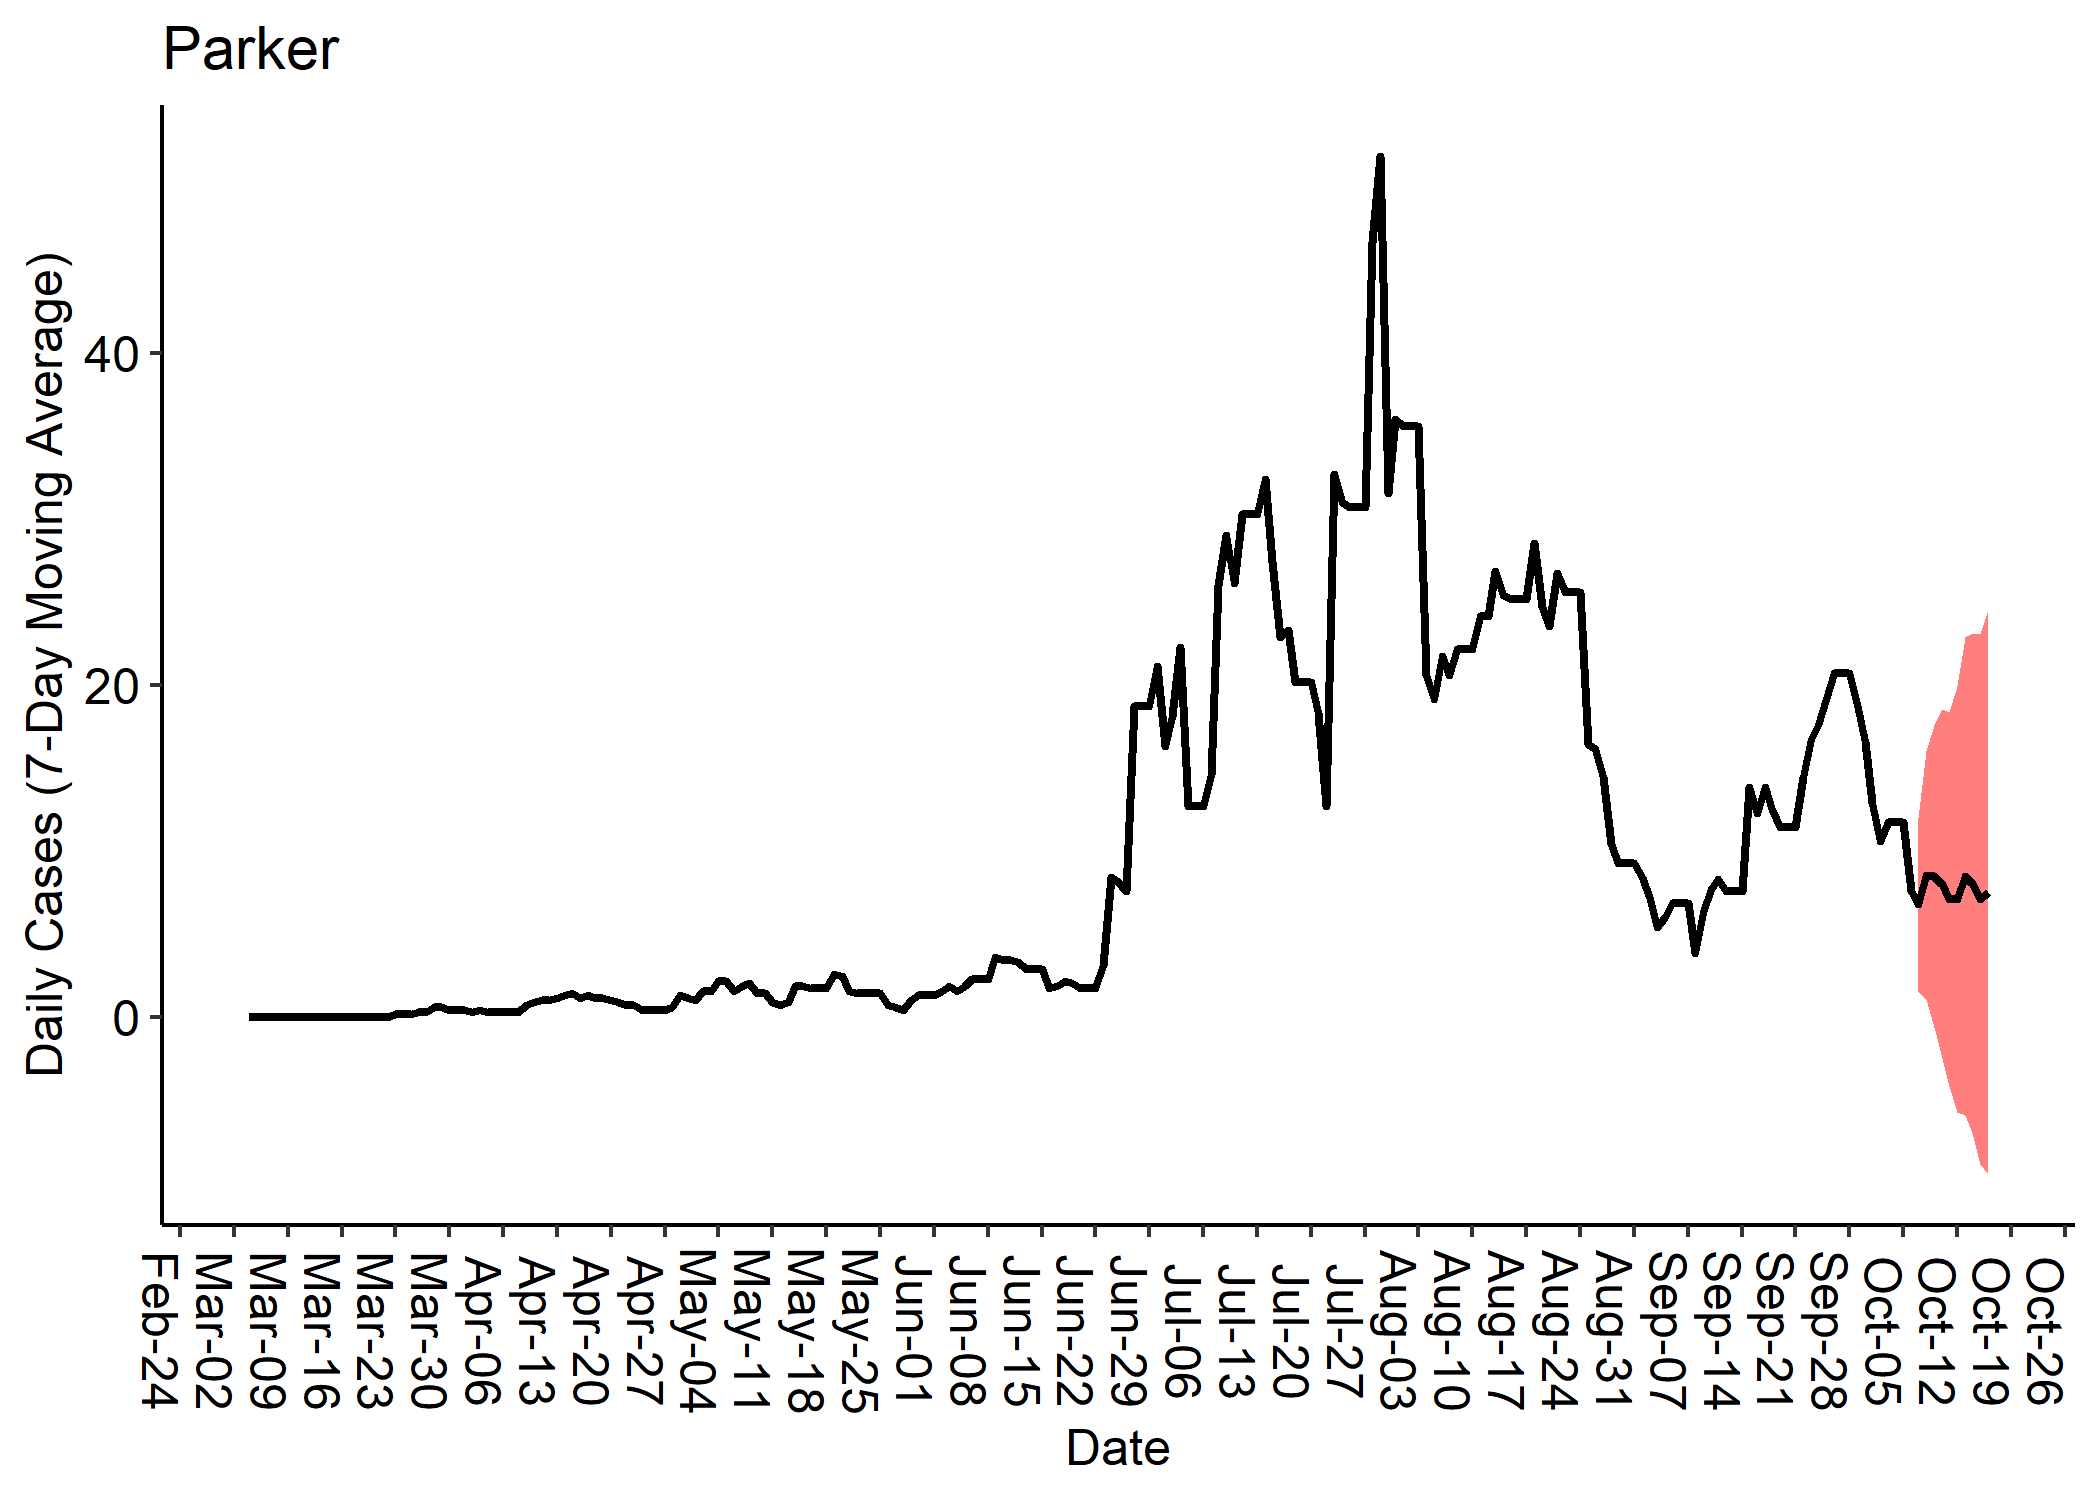 Parker
Daily Cases (7-Day Moving Average)
40
20
0
Feb-24
Mar-02
Mar-09
Mar-16
Mar-23
Mar-30
Apr-06
Apr-13
Apr-20
Apr-27
May-04
May-11
May-18
May-25
Jun-01
Jun-08
Jun-15
Jun-22
Jun-29
Jul-06
Jul-13
Jul-20
Jul-27
Aug-03
Aug-10
Aug-17
Aug-24
Aug-31
Sep-07
Sep-14
Sep-21
Sep-28
Oct-05
Oct-12
Oct-19
Oct-26
Date